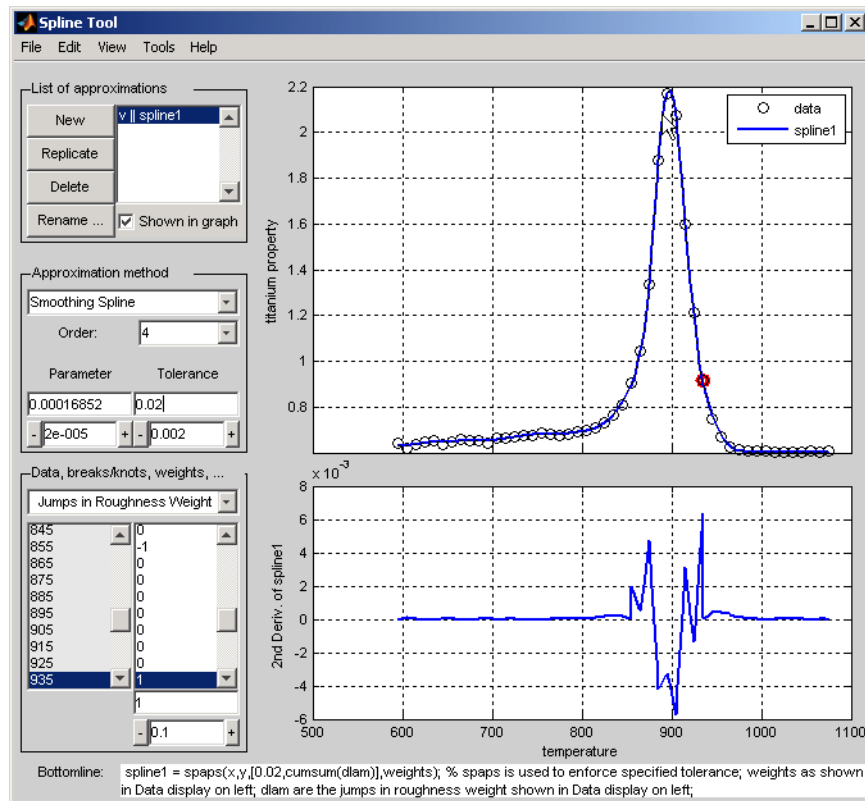 Spline Tool
File Edit View Tools Help
List of approximations
New
Replicate
Delete
Rename ...
v || spline1
Shown in graph
Approximation method
Smoothing Spline
Order: 4
Parameter Tolerance
0.00016852 0.02
- 2e-005 + - 0.002 +
Data, breaks/knots, weights, ...
Jumps in Roughness Weight
845 0
855 -1
865 0
875 0
885 0
895 0
905 0
915 0
925 0
935 1
1
- 0.1 +
2.2
2
1.8
1.6
1.4
1.2
1
0.8
titanium property
data
spline1
600 700 800 900 1000
x 10^-3
8
6
4
2
0
-2
-4
-6
2nd Deriv. of spline1
500 600 700 800 900 1000 1100
temperature
Bottomline: spline1 = spaps(x,y,[0.02,cumsum(dlam)],weights); % spaps is used to enforce specified tolerance; weights as shown
in Data display on left; dlam are the jumps in roughness weight shown in Data display on left;